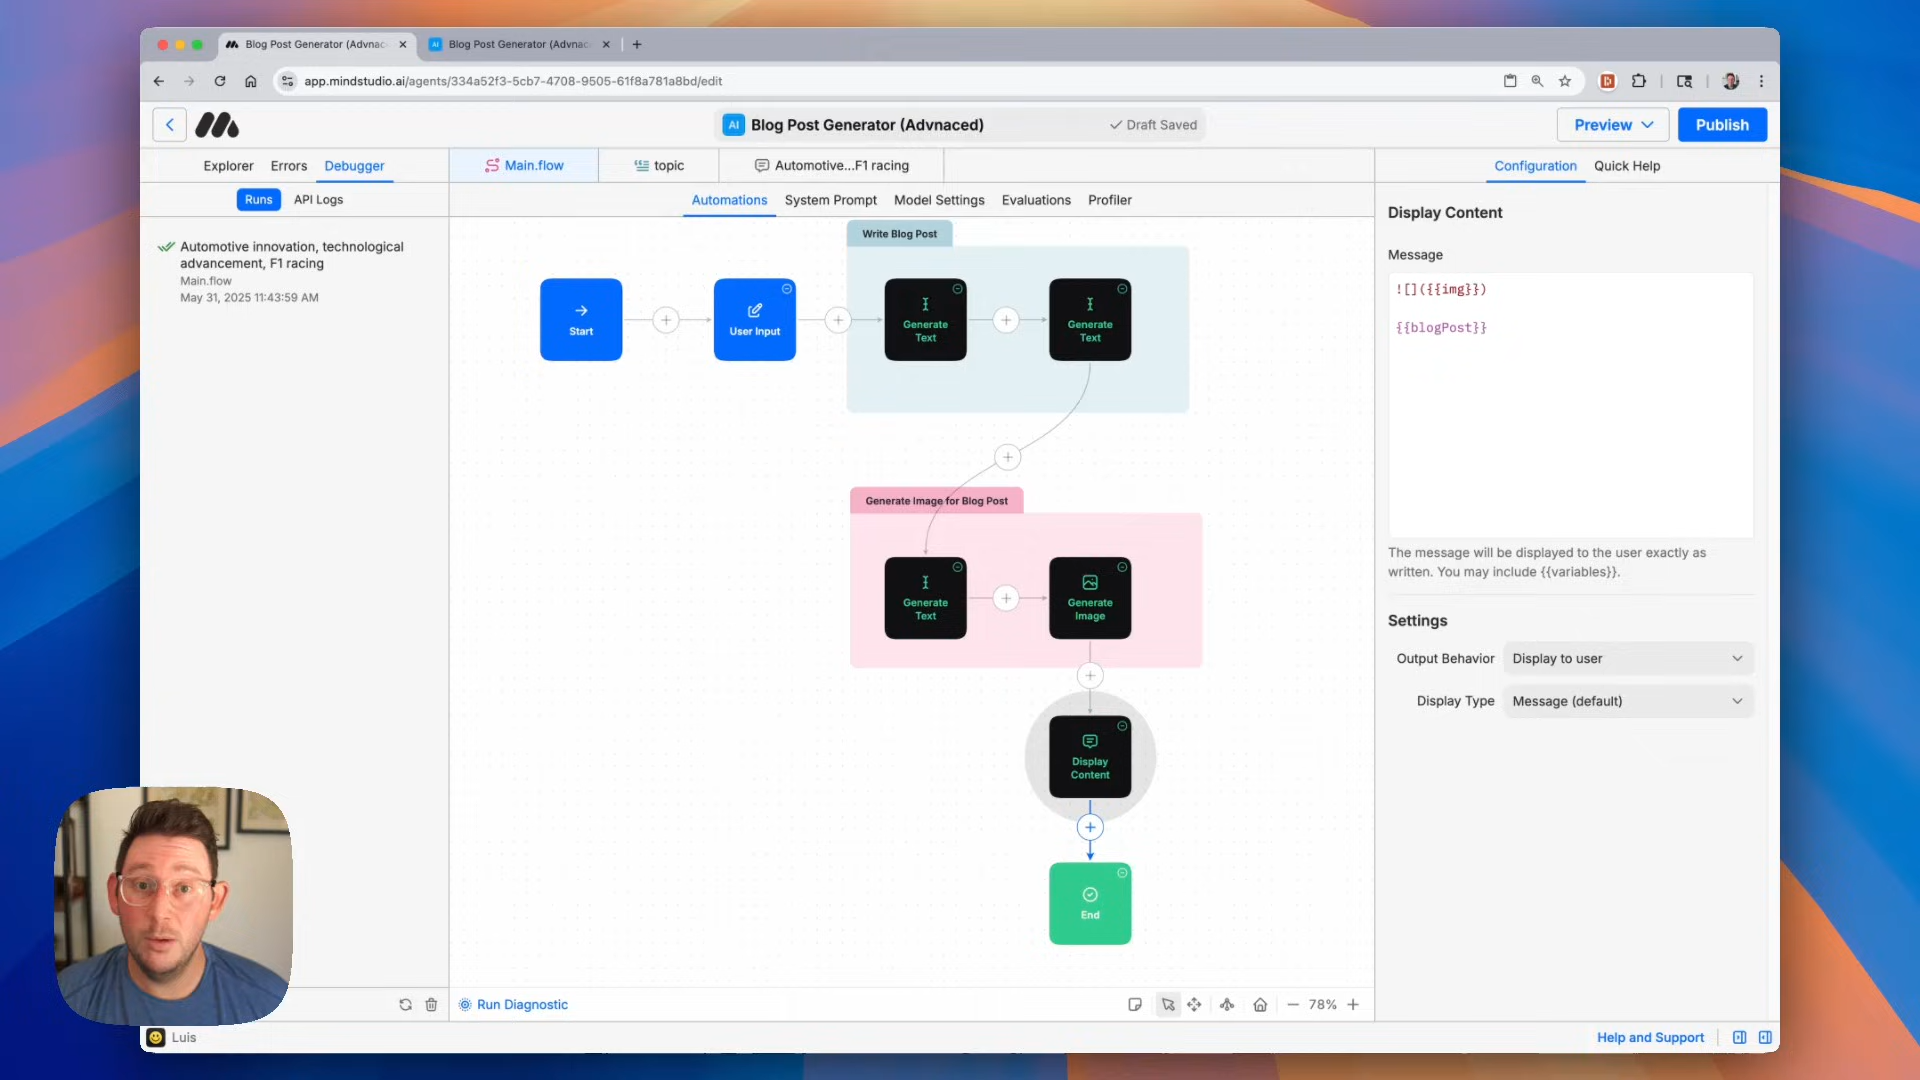 Blog Post Generator (Advnac
Blog Post Generator (Advnac
app.mindstudio.ai/agents/334a52f3-5cb7-4708-9505-61f8a781a8bd/edit
AI Blog Post Generator (Advnaced)
Draft Saved
Preview
Publish
Explorer
Errors
Debugger
Main.flow
topic
Automotive...F1 racing
Configuration
Quick Help
Runs
API Logs
Automations
System Prompt
Model Settings
Evaluations
Profiler
Automotive innovation, technological
advancement, F1 racing
Main.flow
May 31, 2025 11:43:59 AM
Write Blog Post
Start
User Input
Generate
Text
Generate
Text
Generate Image for Blog Post
Generate
Text
Generate
Image
Display
Content
End
Display Content
Message
![]({{img}})
{{blogPost}}
The message will be displayed to the user exactly as
written. You may include {{variables}}.
Settings
Output Behavior
Display to user
Display Type
Message (default)
Run Diagnostic
78%
Luis
Help and Support